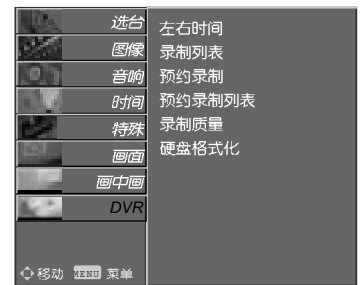 选台
图像
音响
时间
特殊
画面
画中画
DVR
左右时间
录制列表
预约录制
预约录制列表
录制质量
硬盘格式化
移动 MENU 菜单